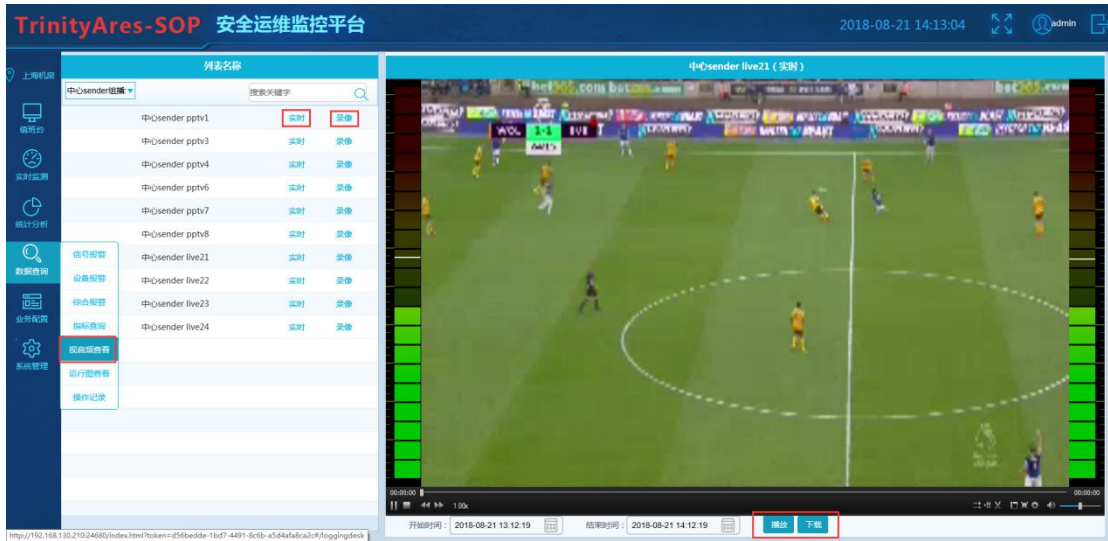 TrinityAres-SOP 安全运维监控平台
2018-08-21 14:13:04
admin
上海机房
列表名称
中心sender live21 ( 实时 )
中心sender组播
搜索关键字
中心sender pptv1 实时 录像
中心sender pptv3 实时 录像
中心sender pptv4 实时 录像
中心sender pptv6 实时 录像
中心sender pptv7 实时 录像
中心sender pptv8 实时 录像
中心sender live21 实时 录像
中心sender live22 实时 录像
中心sender live23 实时 录像
中心sender live24 实时 录像
值班台
实时监测
统计分析
数据查询
业务配置
系统管理
信号报警
设备报警
综合报警
指标查询
视音频查看
运行图查看
操作记录
bet365.com
WOL 1-1 EVE
bet365
00:00:00
00:00:00
1.00x
开始时间 : 2018-08-21 13:12:19
结束时间 : 2018-08-21 14:12:19
播放 下载
http://192.168.130.210:24680/index.html?token=d56bedde-1bd7-4491-8c6b-a5d4afa8ca2c#/loggingdesk